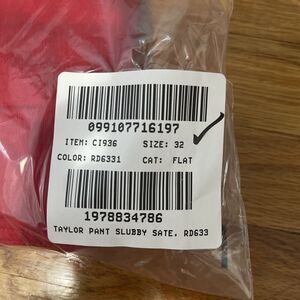 099107716197
ITEM: CI936 SIZE: 32
COLOR: RD6331 CAT: FLAT
1978834786
TAYLOR PANT SLUBBY SATE, RD633